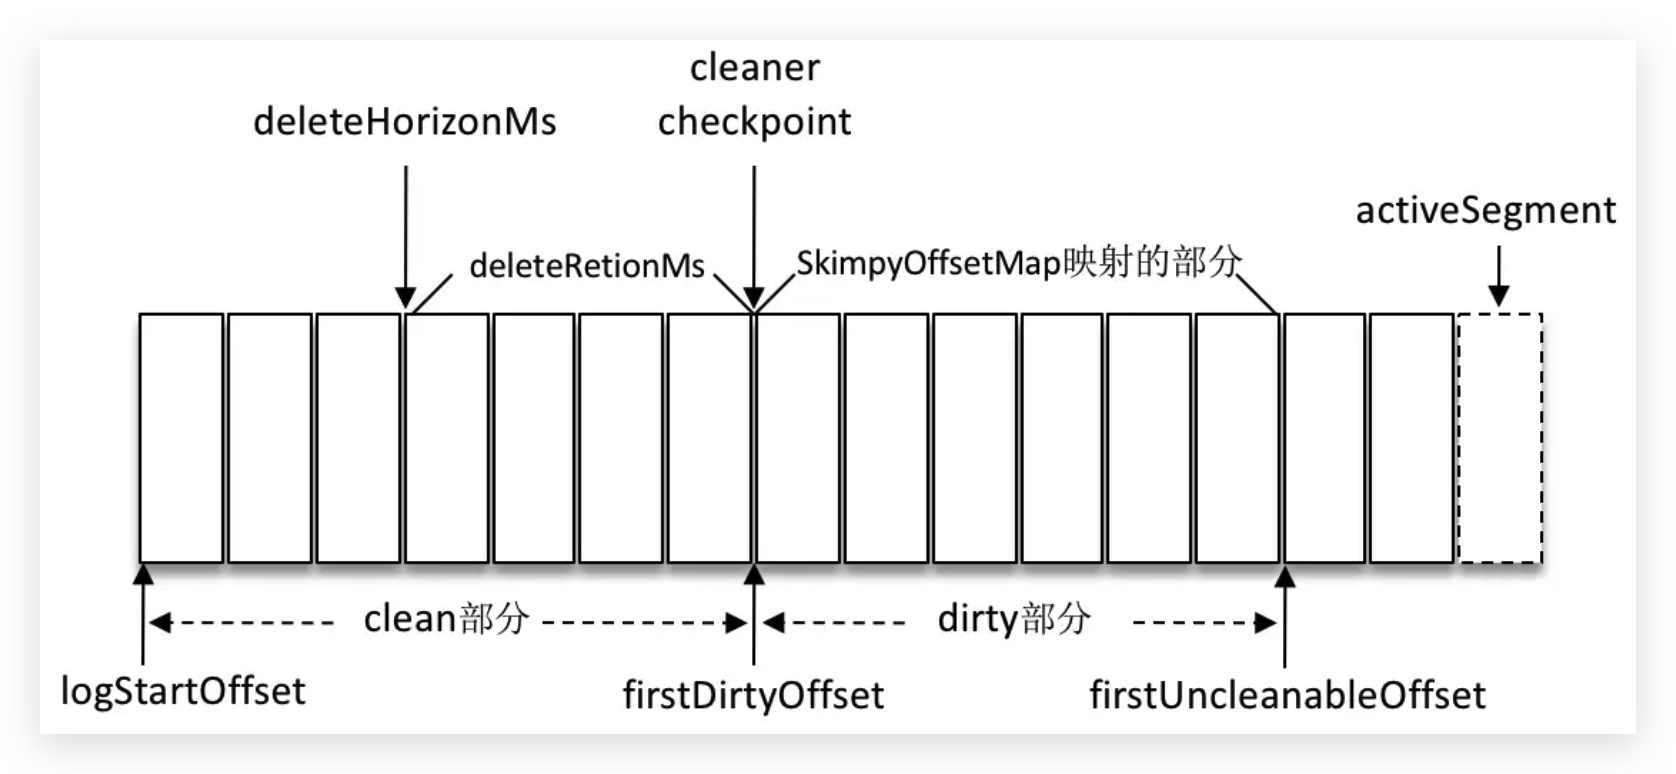 cleaner
deleteHorizonMs
checkpoint
activeSegment
deleteRetionMs
SkimpyOffsetMap映射的部分
clean部分
dirty部分
logStartOffset
firstDirtyOffset
firstUncleanableOffset